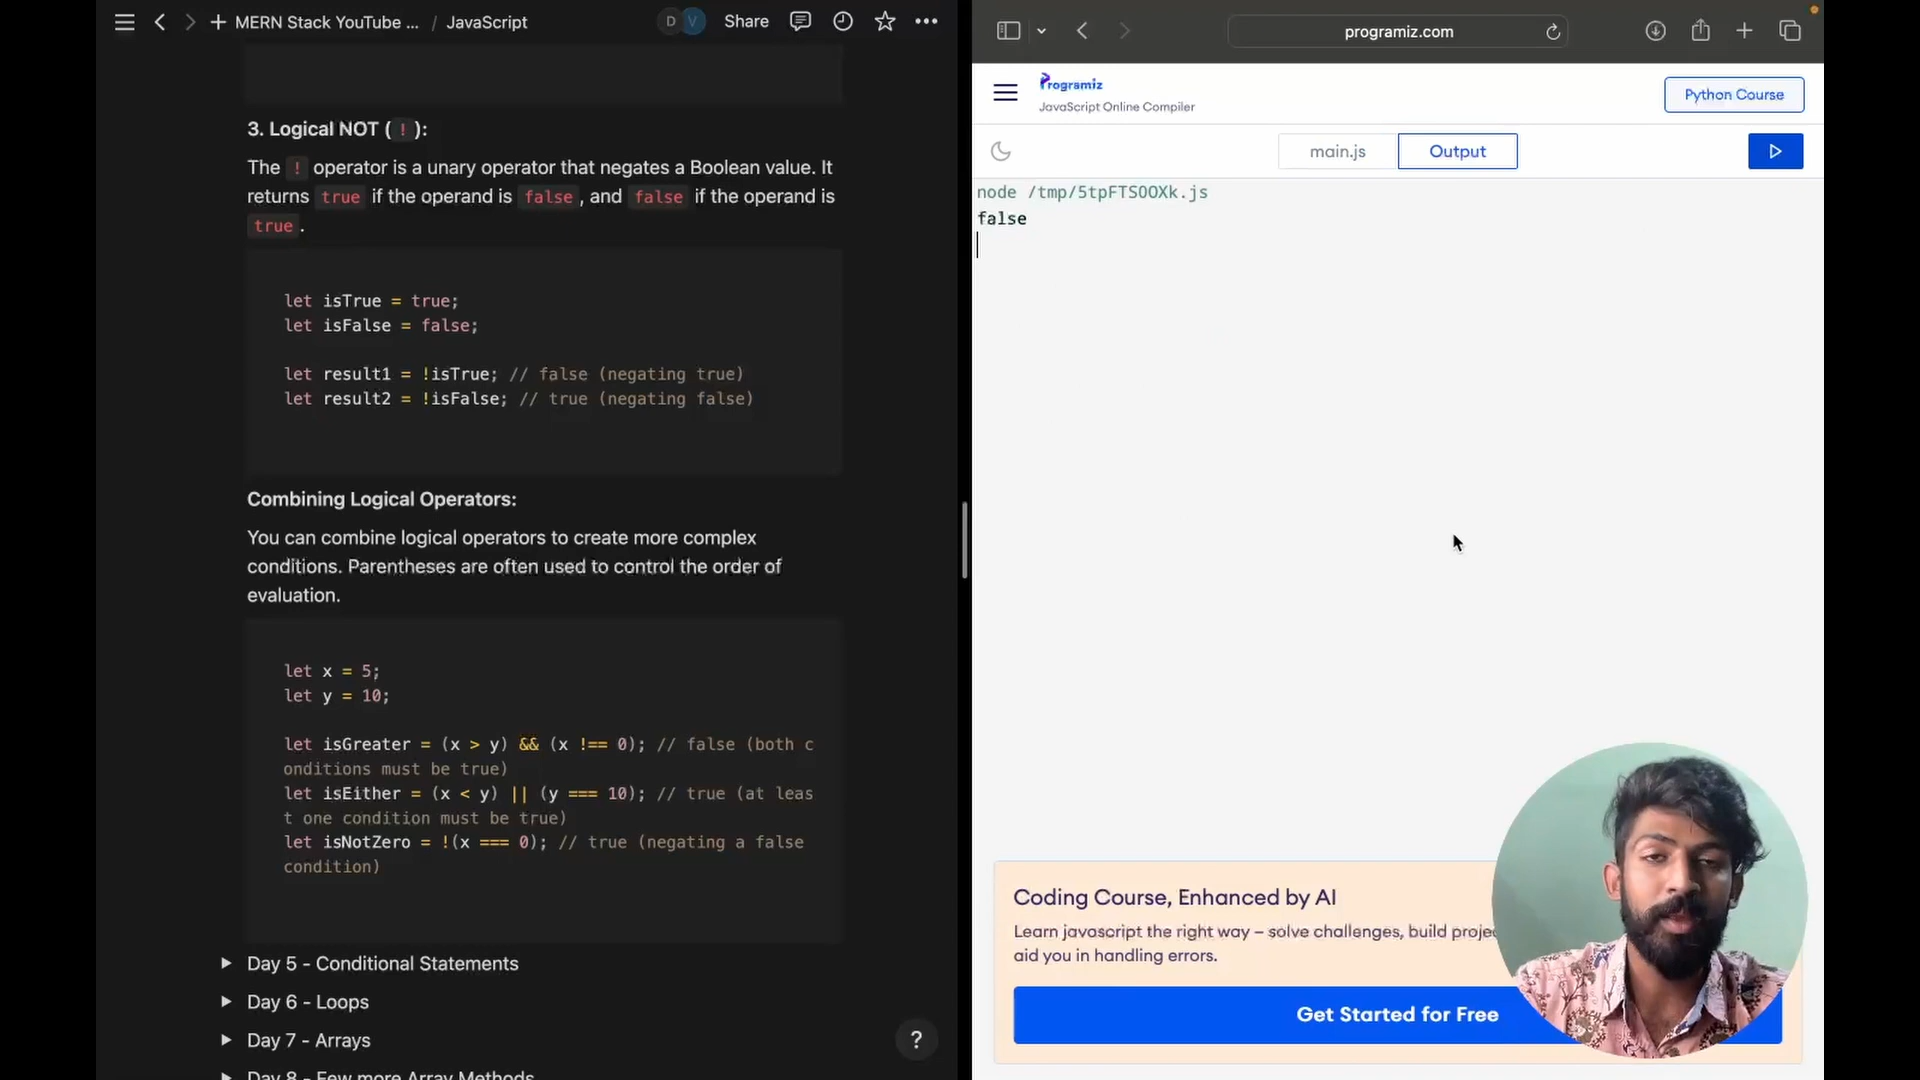 MERN Stack YouTube ... / JavaScript
D V Share
3. Logical NOT ( ! ):
The ! operator is a unary operator that negates a Boolean value. It
returns true if the operand is false , and false if the operand is
true .
let isTrue = true;
let isFalse = false;
let result1 = !isTrue; // false (negating true)
let result2 = !isFalse; // true (negating false)
Combining Logical Operators:
You can combine logical operators to create more complex
conditions. Parentheses are often used to control the order of
evaluation.
let x = 5;
let y = 10;
let isGreater = (x > y) && (x !== 0); // false (both c
onditions must be true)
let isEither = (x < y) || (y === 10); // true (at leas
t one condition must be true)
let isNotZero = !(x === 0); // true (negating a false
condition)
Day 5 - Conditional Statements
Day 6 - Loops
Day 7 - Arrays
Day 8 - Few more Array Methods
?
programiz.com
Programiz
JavaScript Online Compiler
Python Course
main.js
Output
node /tmp/5tpFTSOOXk.js
false
Coding Course, Enhanced by AI
Learn javascript the right way – solve challenges, build projec
aid you in handling errors.
Get Started for Free